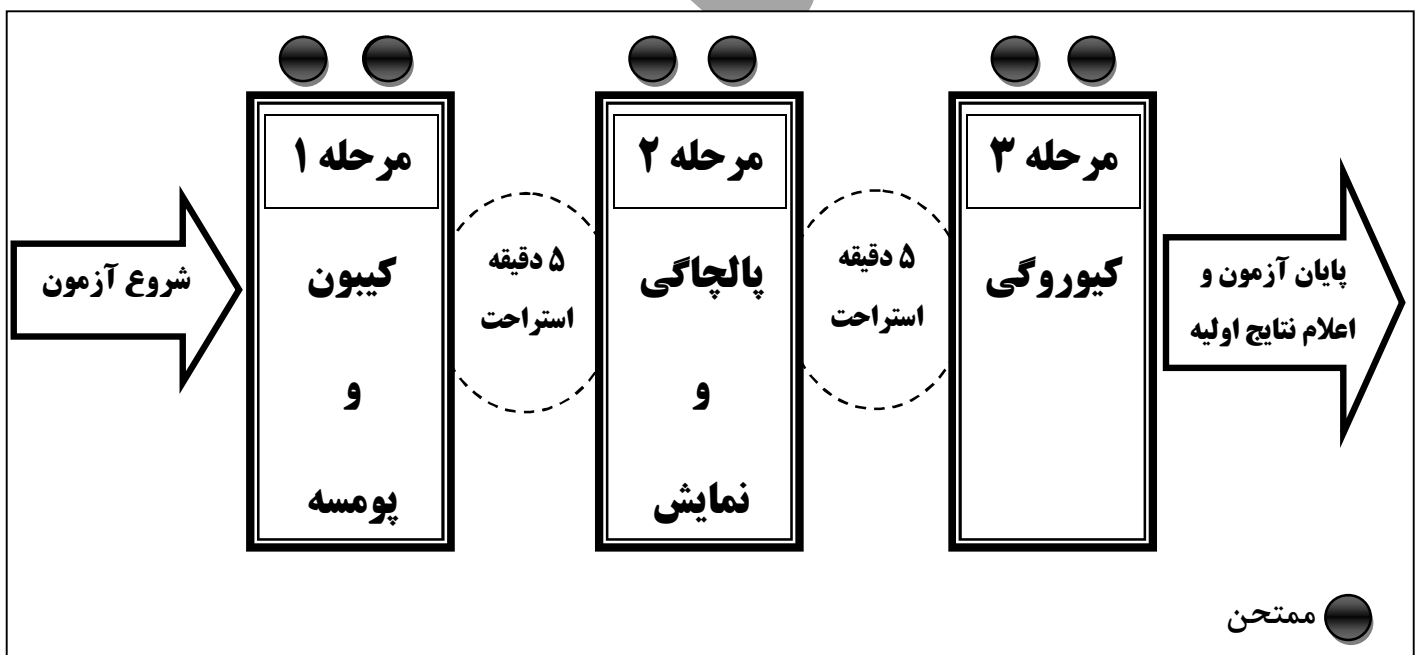 شروع آزمون
مرحله ۱
کیبون
و
پومسه
۵ دقیقه
استراحت
مرحله ۲
پالچاگی
و
نمایش
۵ دقیقه
استراحت
مرحله ۳
کیوروگی
پایان آزمون و
اعلام نتایج اولیه
ممتحن